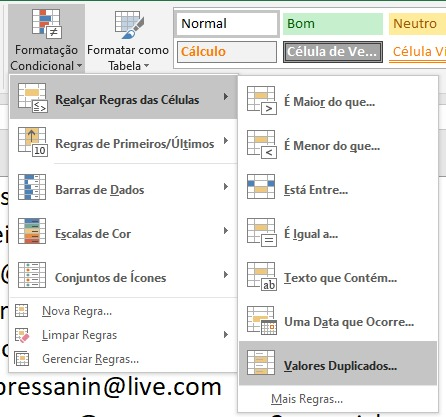 Formatação
Condicional
Formatar como
Tabela
Normal
Bom
Neutro
Cálculo
Célula de Ve...
Realçar Regras das Células
Regras de Primeiros/Últimos
10
Barras de Dados
Escalas de Cor
Conjuntos de Ícones
Nova Regra...
Limpar Regras
Gerenciar Regras...
É Maior do que...
É Menor do que...
Está Entre...
É Igual a...
Texto que Contém...
ab
Uma Data que Ocorre...
Valores Duplicados...
Mais Regras...
pressanin@live.com